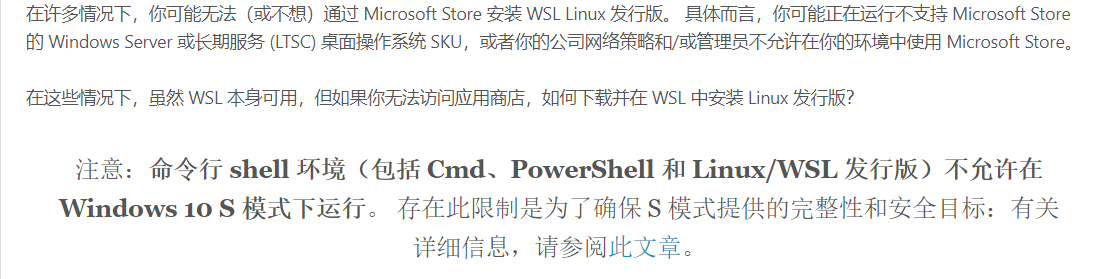 在许多情况下，你可能无法（或不想）通过 Microsoft Store 安装 WSL Linux 发行版。 具体而言，你可能正在运行不支持 Microsoft Store
的 Windows Server 或长期服务 (LTSC) 桌面操作系统 SKU，或者你的公司网络策略和/或管理员不允许在你的环境中使用 Microsoft Store。
在这些情况下，虽然 WSL 本身可用，但如果你无法访问应用商店，如何下载并在 WSL 中安装 Linux 发行版？
注意：命令行 shell 环境（包括 Cmd、PowerShell 和 Linux/WSL 发行版）不允许在
Windows 10 S 模式下运行。 存在此限制是为了确保 S 模式提供的完整性和安全目标：有关
详细信息，请参阅此文章。